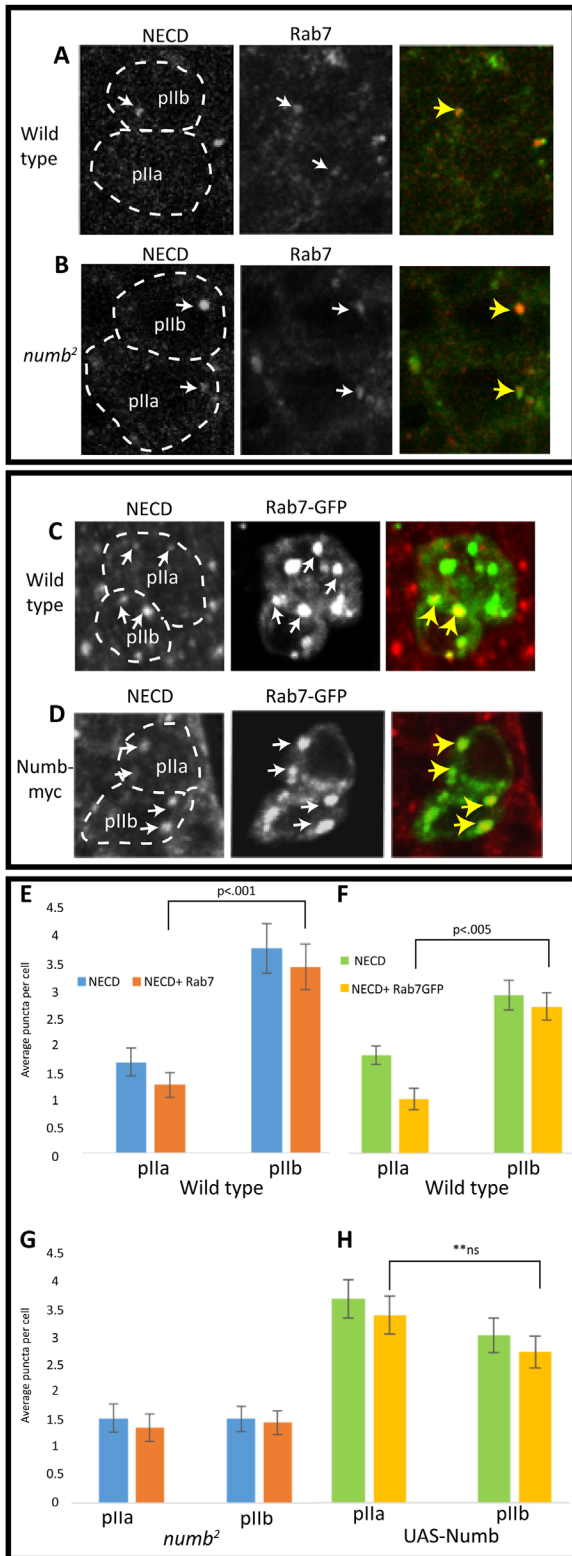 NECD Rab7
A
pIIb
Wild
type
pIIa
NECD Rab7
B
pIIb
numb²
pIIa
NECD Rab7-GFP
C
Wild
type
pIIa
pIIb
NECD Rab7-GFP
D
Numb-
myc
pIIa
pIIb
E F
p<.001
p<.005
4.5
4
3.5
3
2.5
2
1.5
1
0.5
0
Average puncta per cell
NECD NECD+ Rab7
NECD
NECD+ Rab7GFP
pIIa pIIb pIIa pIIb
Wild type Wild type
G H
**ns
4.5
4
3.5
3
2.5
2
1.5
1
0.5
0
Average puncta per cell
pIIa pIIb pIIa pIIb
numb² UAS-Numb